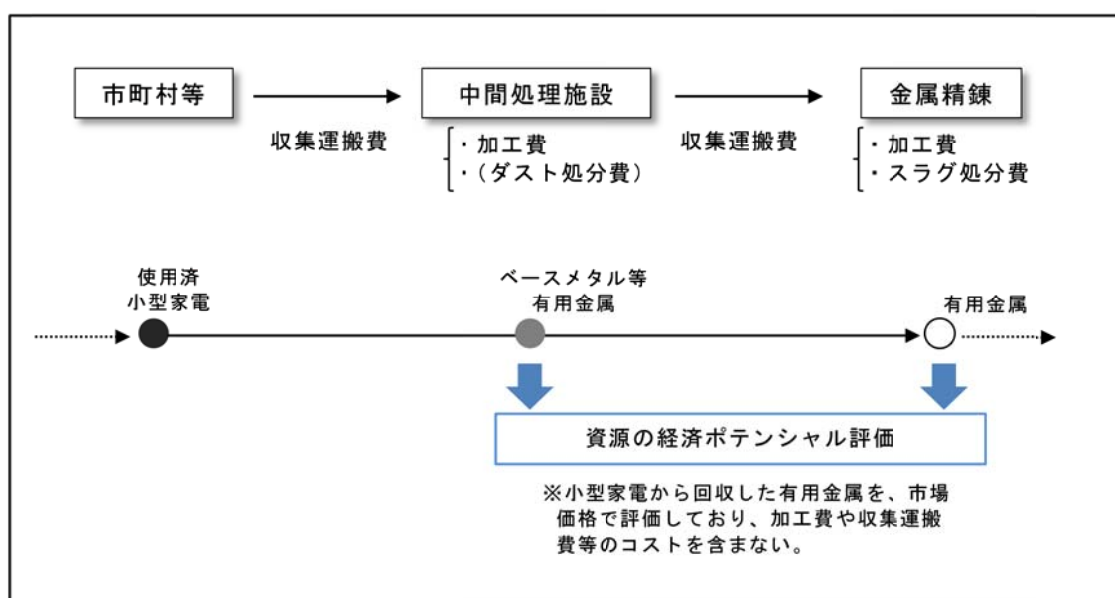 市町村等
中間処理施設
金属精錬
収集運搬費
・加工費
・(ダスト処分費)
収集運搬費
・加工費
・スラグ処分費
使用済
小型家電
ベースメタル等
有用金属
有用金属
資源の経済ポテンシャル評価
※小型家電から回収した有用金属を、市場
価格で評価しており、加工費や収集運搬
費等のコストを含まない。